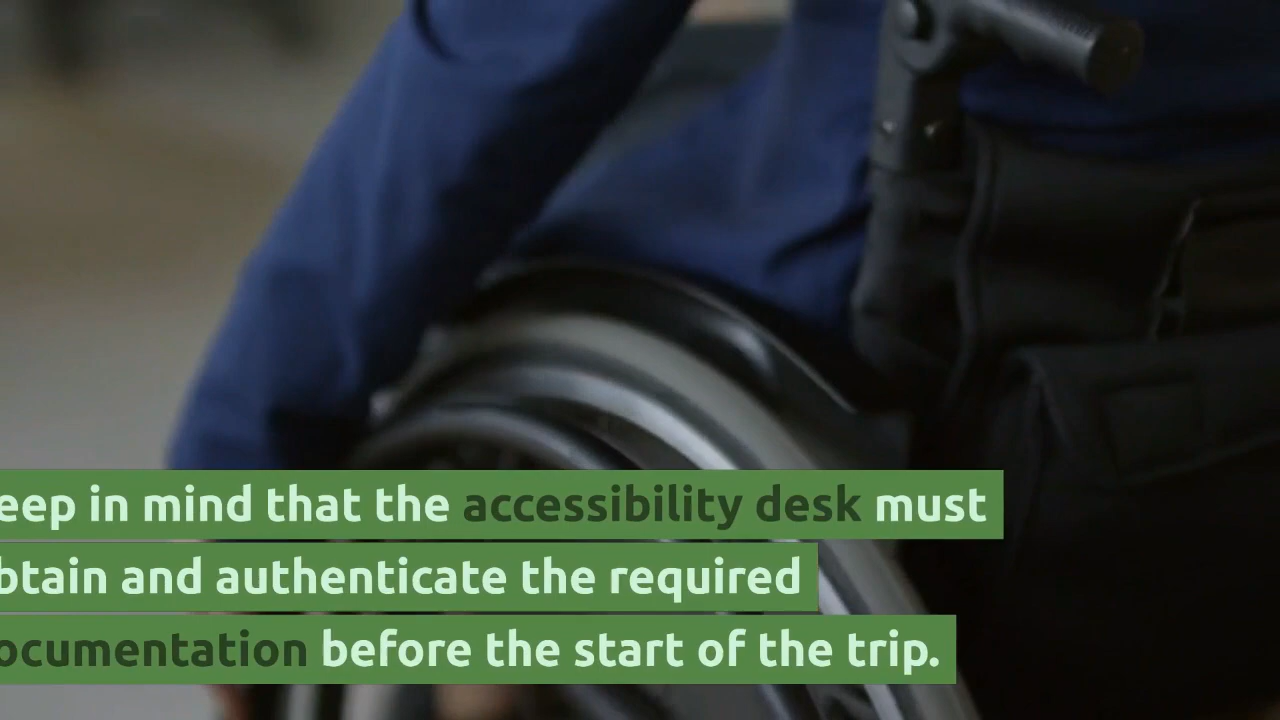 eep in mind that the accessibility desk must
btain and authenticate the required
ocumentation before the start of the trip.